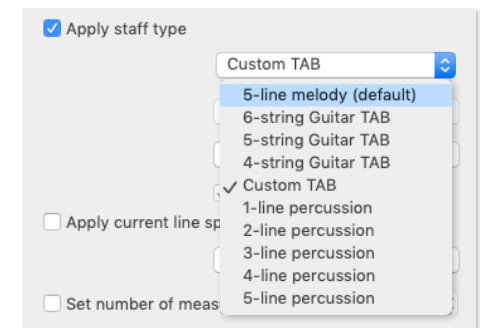 Apply staff type
Custom TAB
5-line melody (default)
6-string Guitar TAB
5-string Guitar TAB
4-string Guitar TAB
Custom TAB
1-line percussion
Apply current line sp
2-line percussion
3-line percussion
4-line percussion
5-line percussion
Set number of meas